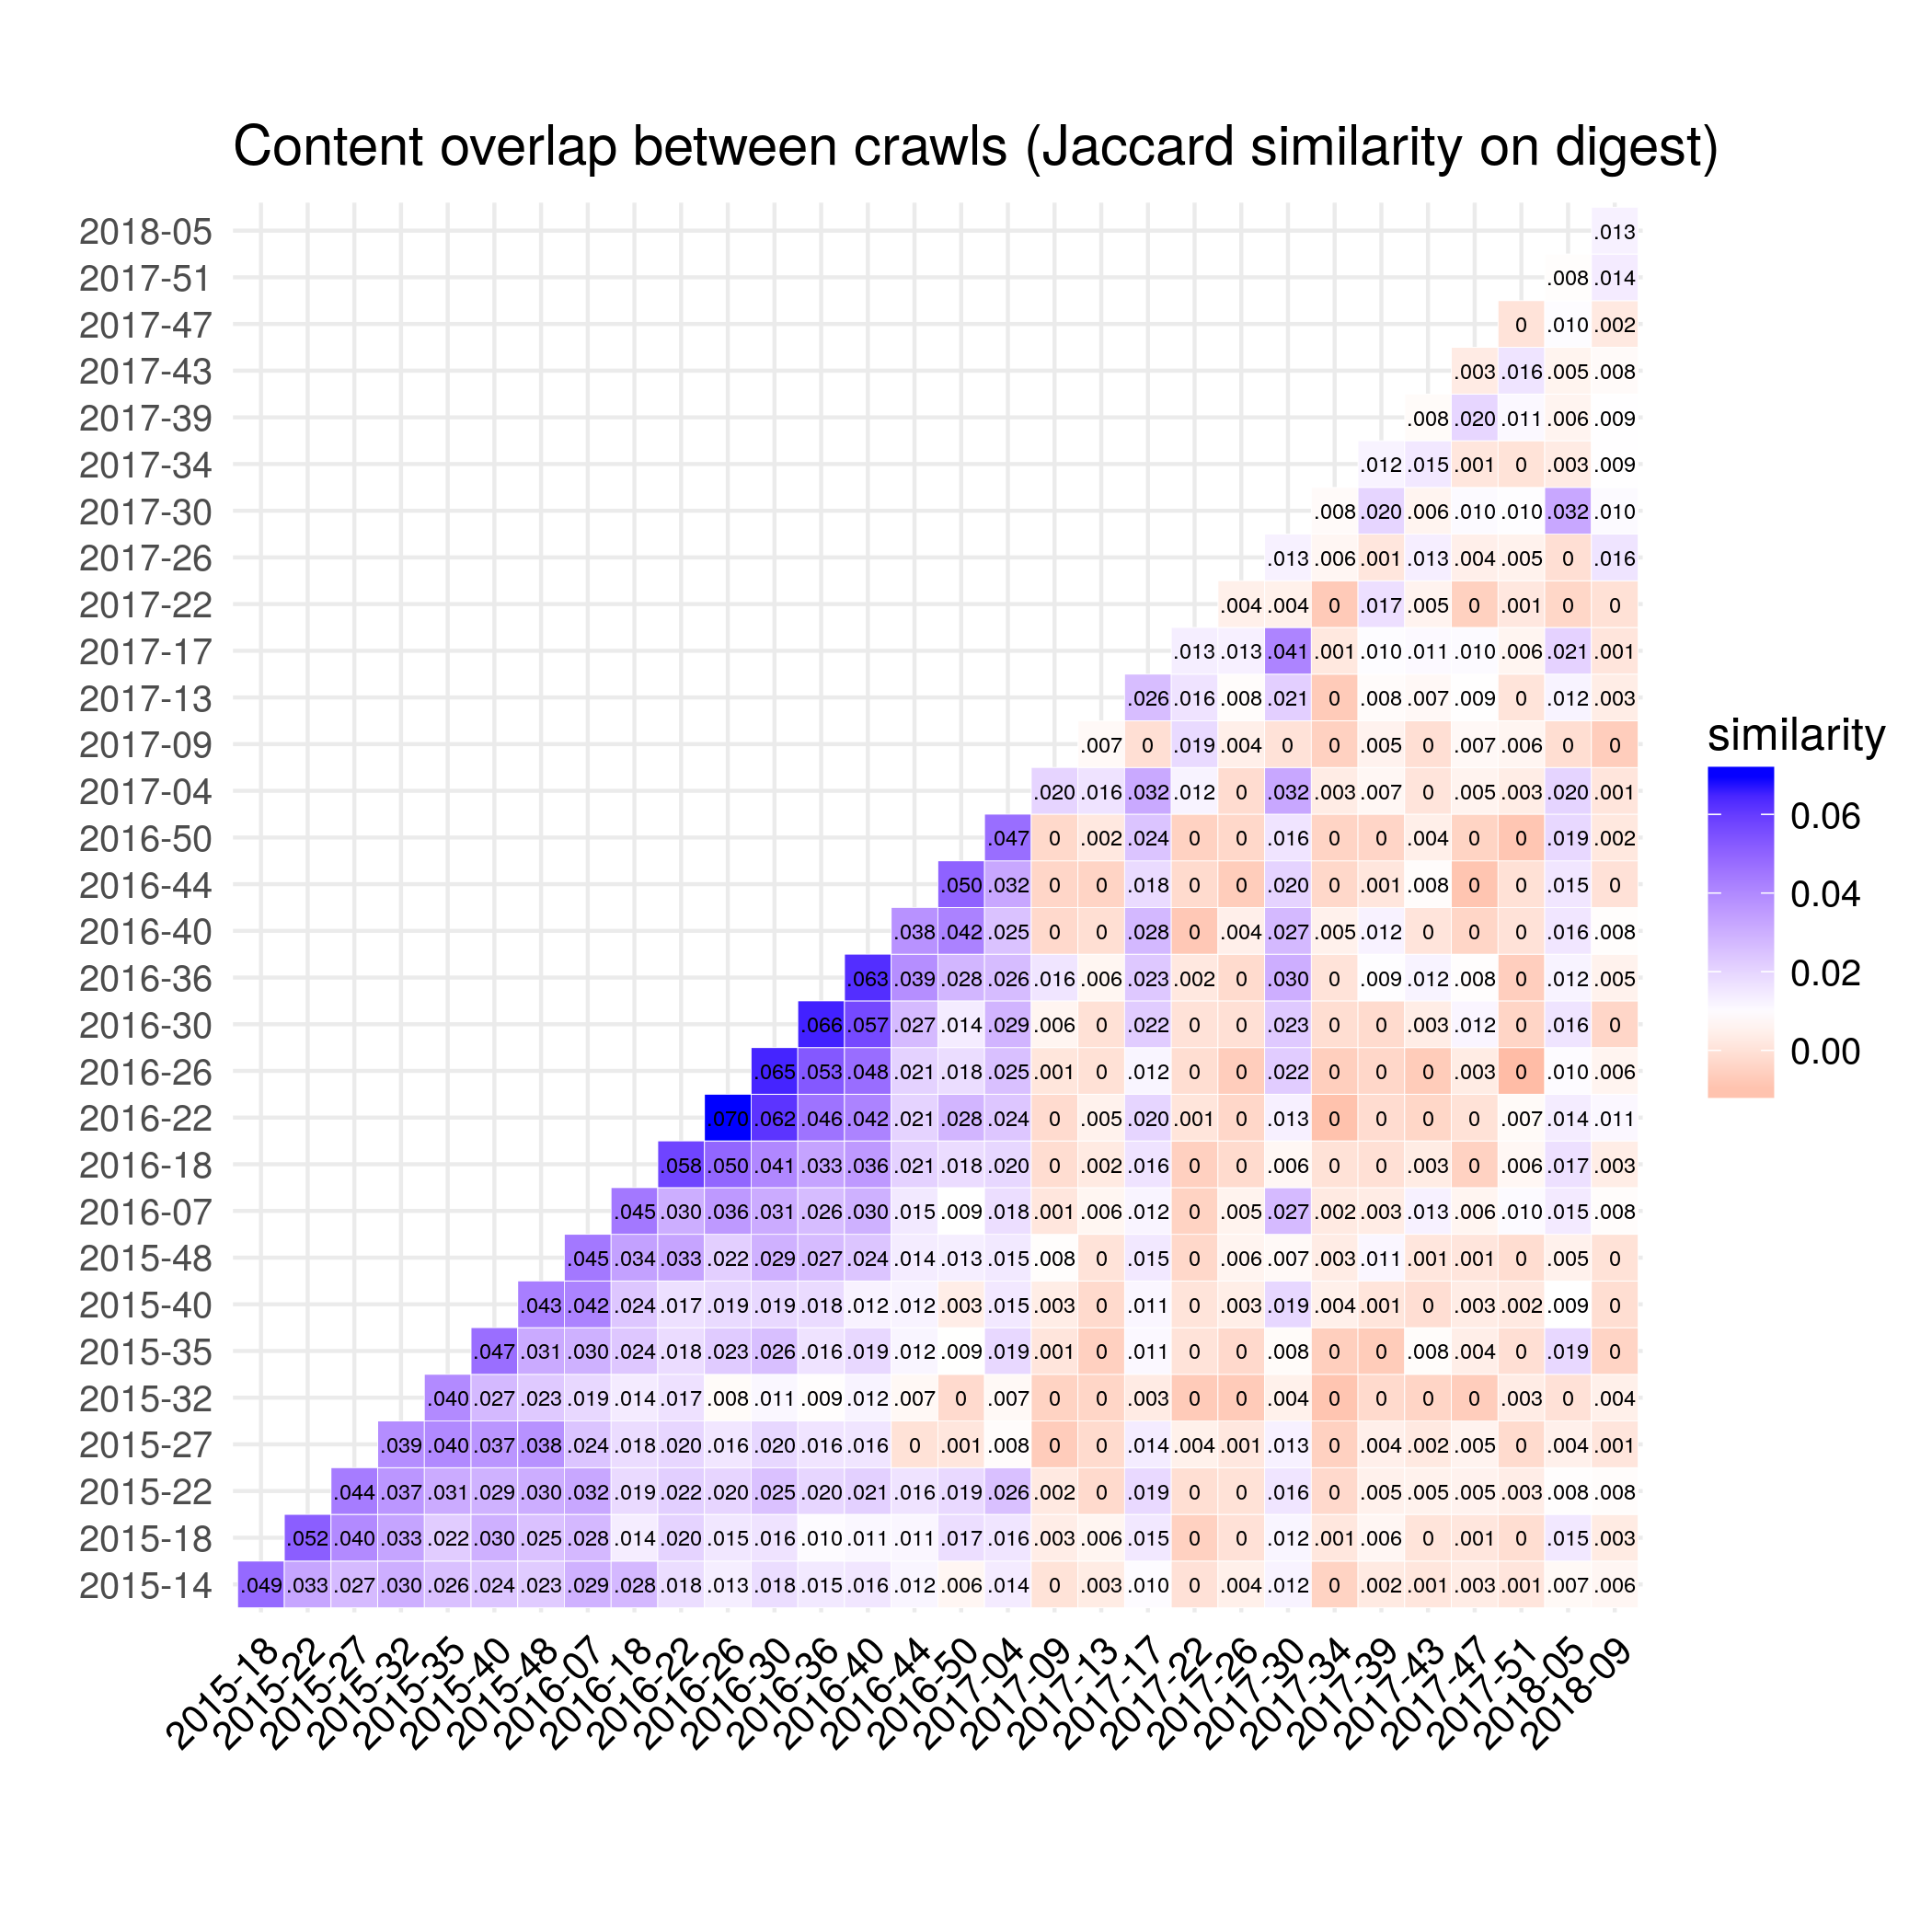 Content overlap between crawls (Jaccard similarity on digest)
2018-05 .013
2017-51 .008 .014
2017-47 0 .010 .002
2017-43 .003 .016 .005 .008
2017-39 .008 .020 .011 .006 .009
2017-34 .012 .015 .001 0 .003 .009
2017-30 .008 .020 .006 .010 .010 .032 .010
2017-26 .013 .006 .001 .013 .004 .005 0 .016
2017-22 .004 .004 0 .017 .005 0 .001 0 0
2017-17 .013 .013 .041 .001 .010 .011 .010 .006 .021 .001
2017-13 .026 .016 .008 .021 0 .008 .007 .009 0 .012 .003
2017-09 .007 0 .019 .004 0 0 .005 0 .007 .006 0 0
2017-04 .020 .016 .032 .012 0 .032 .003 .007 0 .005 .003 .020 .001
2016-50 .047 0 .002 .024 0 0 .016 0 0 .004 0 0 .019 .002
2016-44 .050 .032 0 0 .018 0 0 .020 0 .001 .008 0 0 .015 0
2016-40 .038 .042 .025 0 0 .028 0 .004 .027 .005 .012 0 0 0 .016 .008
2016-36 .063 .039 .028 .026 .016 .006 .023 .002 0 .030 0 .009 .012 .008 0 .012 .005
2016-30 .066 .057 .027 .014 .029 .006 0 .022 0 0 .023 0 0 .003 .012 0 .016 0
2016-26 .065 .053 .048 .021 .018 .025 .001 0 .012 0 0 .022 0 0 0 .003 0 .010 .006
2016-22 .070 .062 .046 .042 .021 .028 .024 0 .005 .020 .001 0 .013 0 0 0 0 .007 .014 .011
2016-18 .058 .050 .041 .033 .036 .021 .018 .020 0 .002 .016 0 0 .006 0 0 .003 0 .006 .017 .003
2016-07 .045 .030 .036 .031 .026 .030 .015 .009 .018 .001 .006 .012 0 .005 .027 .002 .003 .013 .006 .010 .015 .008
2015-48 .045 .034 .033 .022 .029 .027 .024 .014 .013 .015 .008 0 .015 0 .006 .007 .003 .011 .001 .001 0 .005 0
2015-40 .043 .042 .024 .017 .019 .019 .018 .012 .012 .003 .015 .003 0 .011 0 .003 .019 .004 .001 0 .003 .002 .009 0
2015-35 .047 .031 .030 .024 .018 .023 .026 .016 .019 .012 .009 .019 .001 0 .011 0 0 .008 0 0 .008 .004 0 .019 0
2015-32 .040 .027 .023 .019 .014 .017 .008 .011 .009 .012 .007 0 .007 0 0 .003 0 0 .004 0 0 0 0 .003 0 .004
2015-27 .039 .040 .037 .038 .024 .018 .020 .016 .020 .016 .016 0 .001 .008 0 0 .014 .004 .001 .013 0 .004 .002 .005 0 .004 .001
2015-22 .044 .037 .031 .029 .030 .032 .019 .022 .020 .025 .020 .021 .016 .019 .026 .002 0 .019 0 0 .016 0 .005 .005 .005 .003 .008 .008
2015-18 .052 .040 .033 .022 .030 .025 .028 .014 .020 .015 .016 .010 .011 .011 .017 .016 .003 .006 .015 0 0 .012 .001 .006 0 .001 0 .015 .003
2015-14 .049 .033 .027 .030 .026 .024 .023 .029 .028 .018 .013 .018 .015 .016 .012 .006 .014 0 .003 .010 0 .004 .012 0 .002 .001 .003 .001 .007 .006
2015-18 2015-22 2015-27 2015-32 2015-35 2015-40 2015-48 2016-07 2016-18 2016-22 2016-26 2016-30 2016-36 2016-40 2016-44 2016-50 2017-04 2017-09 2017-13 2017-17 2017-22 2017-26 2017-30 2017-34 2017-39 2017-43 2017-47 2017-51 2018-05 2018-09
similarity
0.06
0.04
0.02
0.00